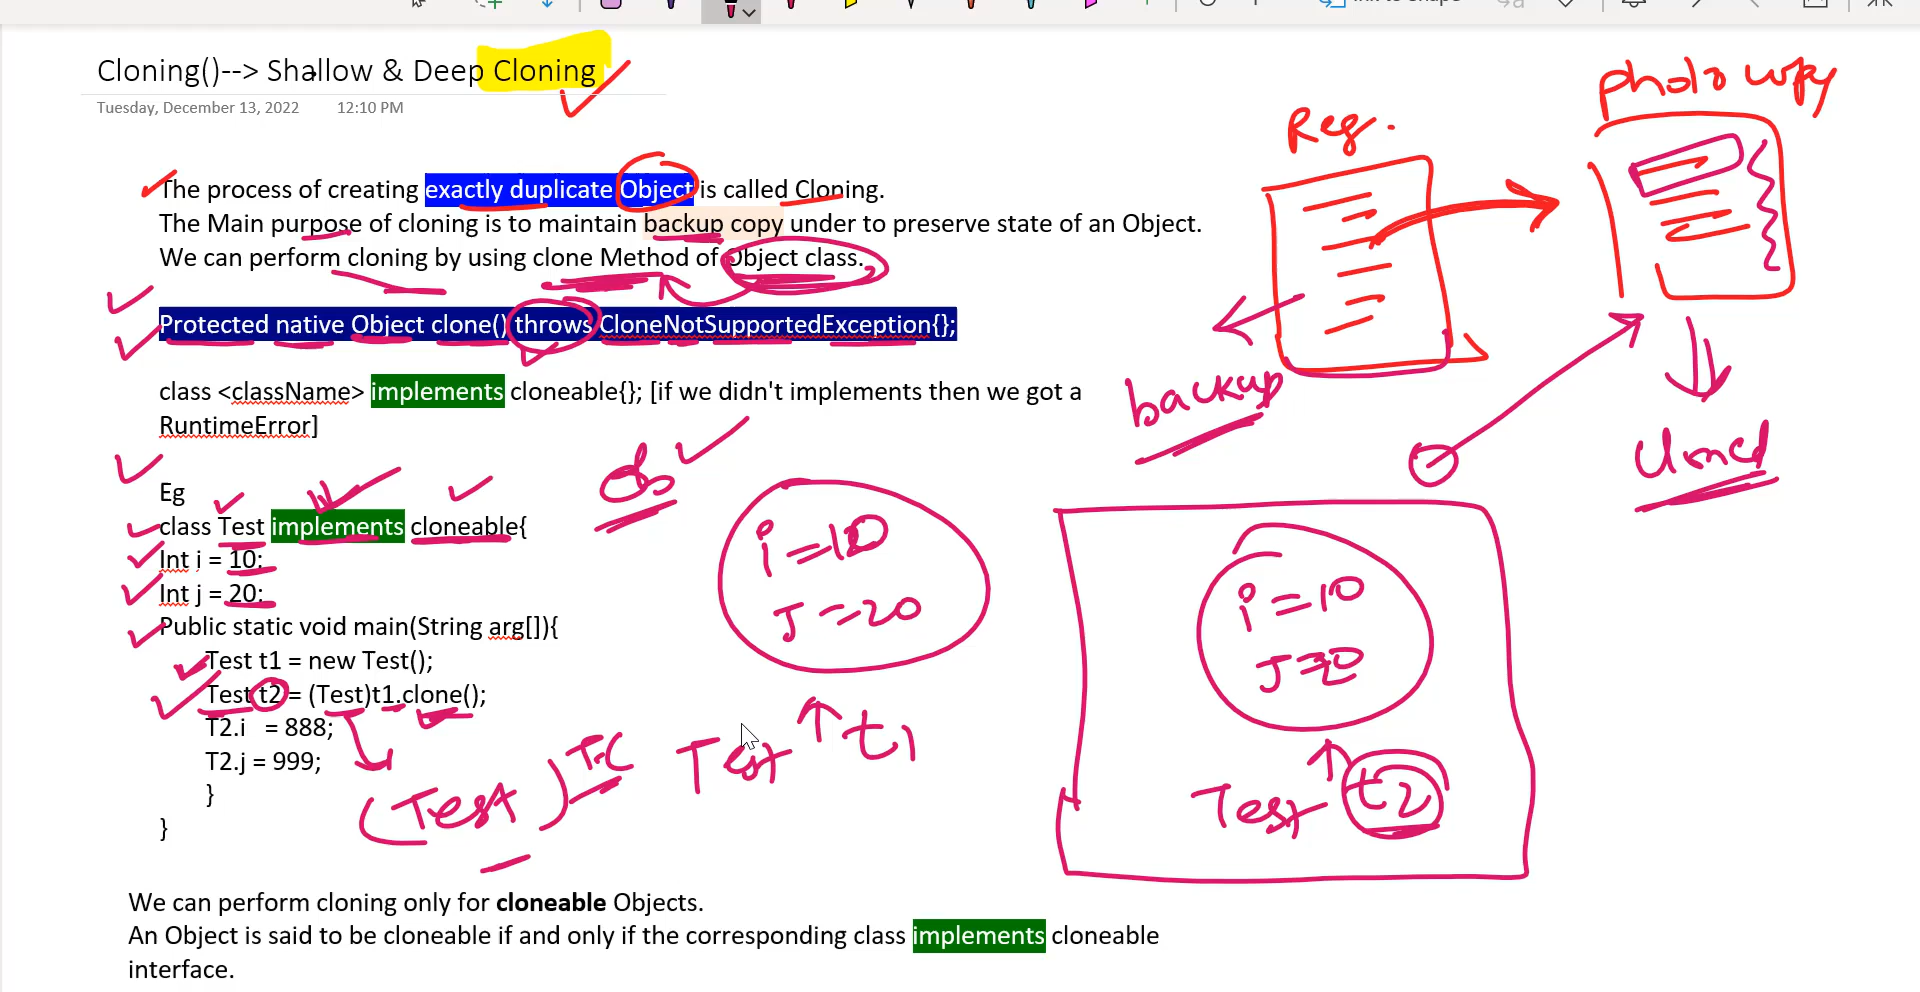 Cloning()--> Shallow & Deep Cloning
Tuesday, December 13, 2022 12:10 PM
photo copy
Reg.
The process of creating exactly duplicate Object is called Cloning.
The Main purpose of cloning is to maintain backup copy under to preserve state of an Object.
We can perform cloning by using clone Method of Object class.
Protected native Object clone() throws CloneNotSupportedException{};
class <className> implements cloneable{}; [if we didn't implements then we got a
RuntimeError]
backup
cloned
Eg
class Test implements cloneable{
Int i = 10;
Int j = 20;
Public static void main(String arg[]){
Test t1 = new Test();
Test t2 = (Test)t1.clone();
T2.i = 888;
T2.j = 999;
}
}
i=10
J=20
Test t1
i=10
J=20
Test t2
(Test) T.C
We can perform cloning only for cloneable Objects.
An Object is said to be cloneable if and only if the corresponding class implements cloneable
interface.